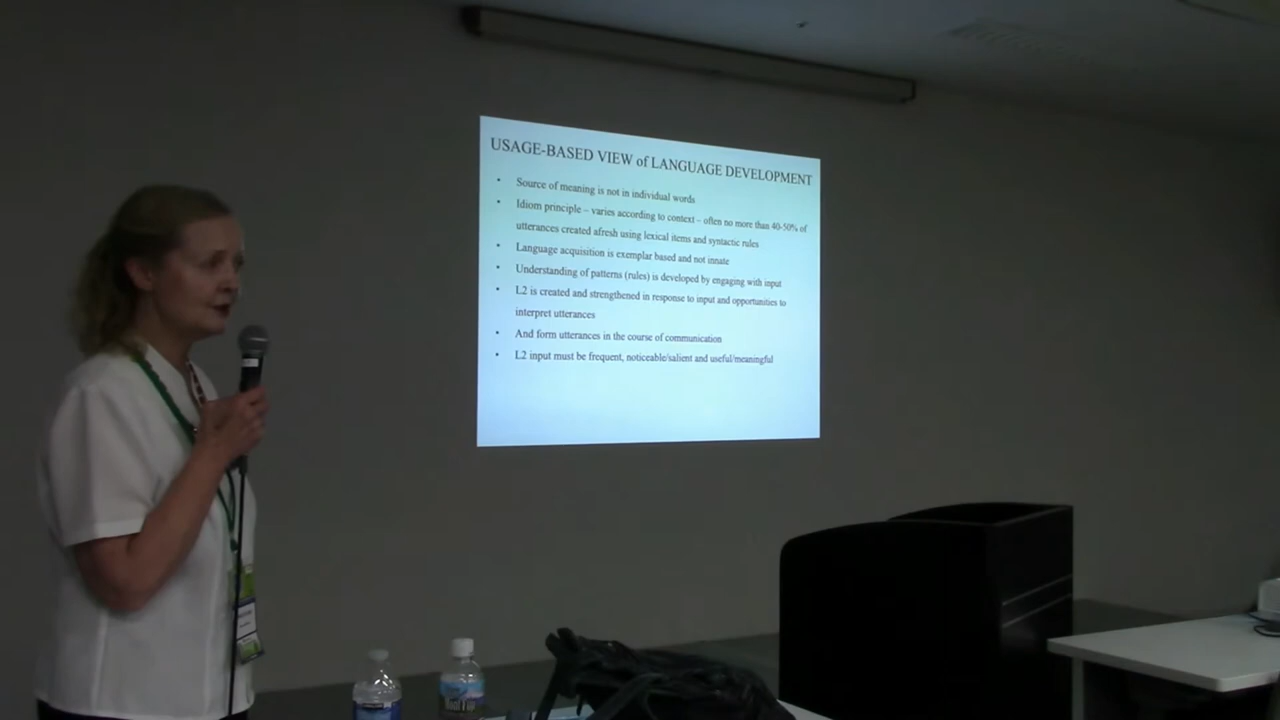 USAGE-BASED VIEW of LANGUAGE DEVELOPMENT
• Source of meaning is not in individual words
• Idiom principle – varies according to context – often no more than 40-50% of
utterances created afresh using lexical items and syntactic rules
• Language acquisition is exemplar based and not innate
• Understanding of patterns (rules) is developed by engaging with input
• L2 is created and strengthened in response to input and opportunities to
interpret utterances
• And form utterances in the course of communication
• L2 input must be frequent, noticeable/salient and useful/meaningful